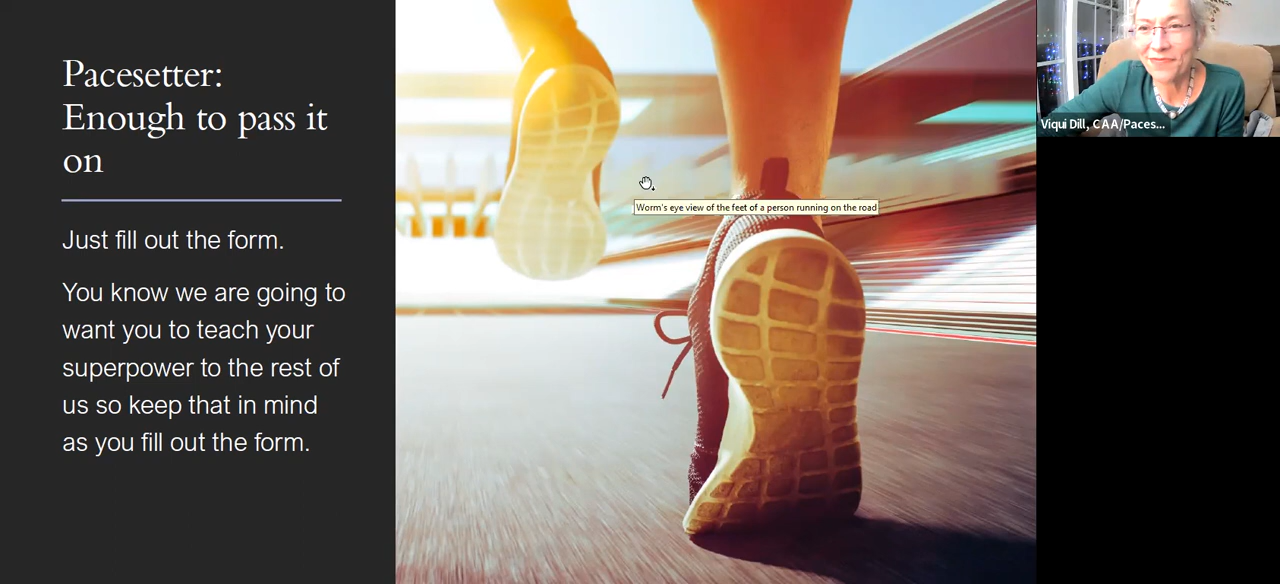 Pacesetter:
Enough to pass it
on
Just fill out the form.
You know we are going to
want you to teach your
superpower to the rest of
us so keep that in mind
as you fill out the form.
Worm's eye view of the feet of a person running on the road
Viqui Dill, CAA/Paces...